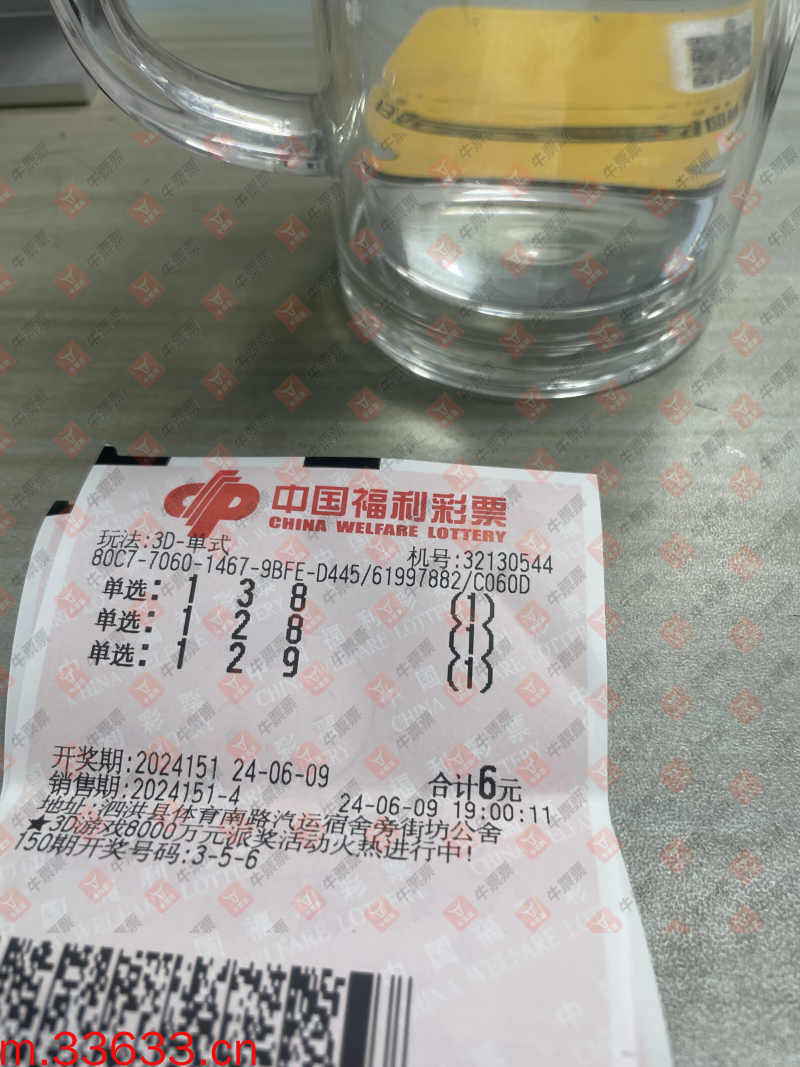 中国福利彩票
CHINA WELFARE LOTTERY
玩法:3D-单式 机号:32130544
80C7-7060-1467-9BFE-D445/61997882/C060D
单选: 1 3 8 (1)
单选: 1 2 8 (1)
单选: 1 2 9 (1)
开奖期:2024151 24-06-09 合计6元
销售期:2024151-4 24-06-09 19:00:11
地址:泗洪县体育南路汽运宿舍旁街坊公舍
★3D游戏8000万元派奖活动火热进行中!
150期开奖号码:3-5-6
m.33633.cn
牛票票